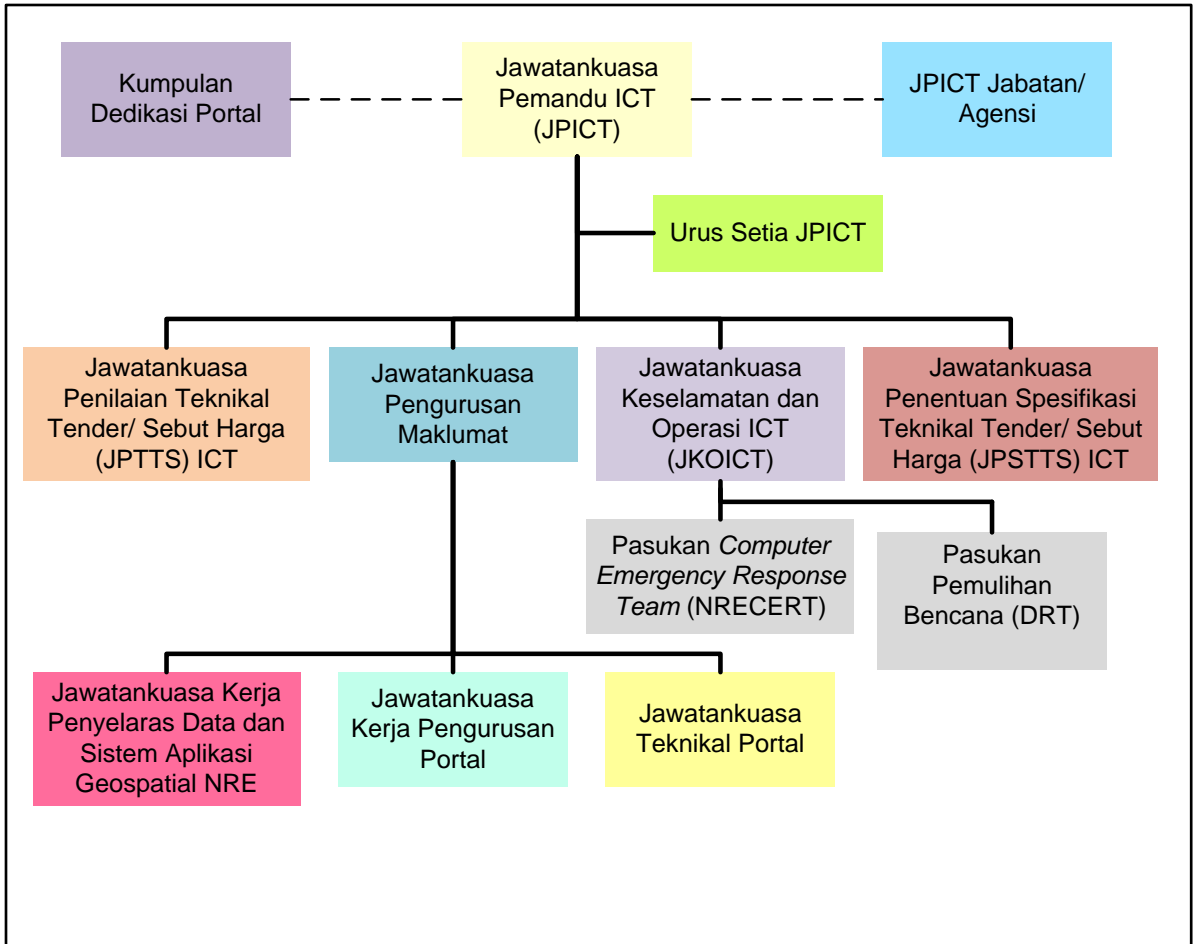 Kumpulan
Dedikasi Portal
Jawatankuasa
Pemandu ICT
(JPICT)
JPICT Jabatan/
Agensi
Urus Setia JPICT
Jawatankuasa
Penilaian Teknikal
Tender/ Sebut Harga
(JPTTS) ICT
Jawatankuasa
Pengurusan
Maklumat
Jawatankuasa
Keselamatan dan
Operasi ICT
(JKOICT)
Jawatankuasa
Penentuan Spesifikasi
Teknikal Tender/ Sebut
Harga (JPSTTS) ICT
Pasukan Computer
Emergency Response
Team (NRECERT)
Pasukan
Pemulihan
Bencana (DRT)
Jawatankuasa Kerja
Penyelaras Data dan
Sistem Aplikasi
Geospatial NRE
Jawatankuasa
Kerja Pengurusan
Portal
Jawatankuasa
Teknikal Portal